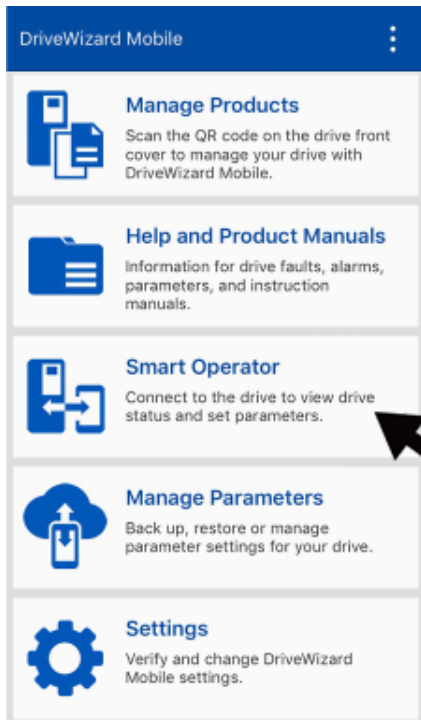 DriveWizard Mobile
Manage Products
Scan the QR code on the drive front
cover to manage your drive with
DriveWizard Mobile.
Help and Product Manuals
Information for drive faults, alarms,
parameters, and instruction
manuals.
Smart Operator
Connect to the drive to view drive
status and set parameters.
Manage Parameters
Back up, restore or manage
parameter settings for your drive.
Settings
Verify and change DriveWizard
Mobile settings.